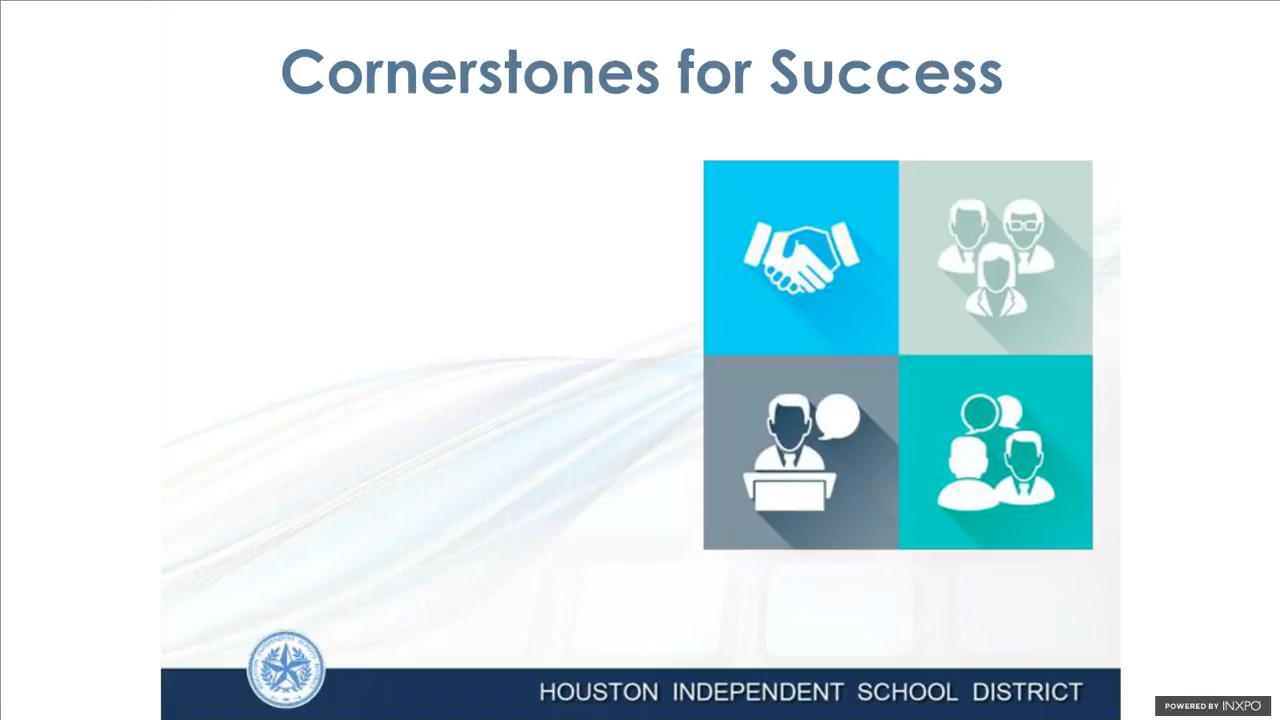 Cornerstones for Success
HOUSTON INDEPENDENT SCHOOL DISTRICT
POWERED BY INXPO